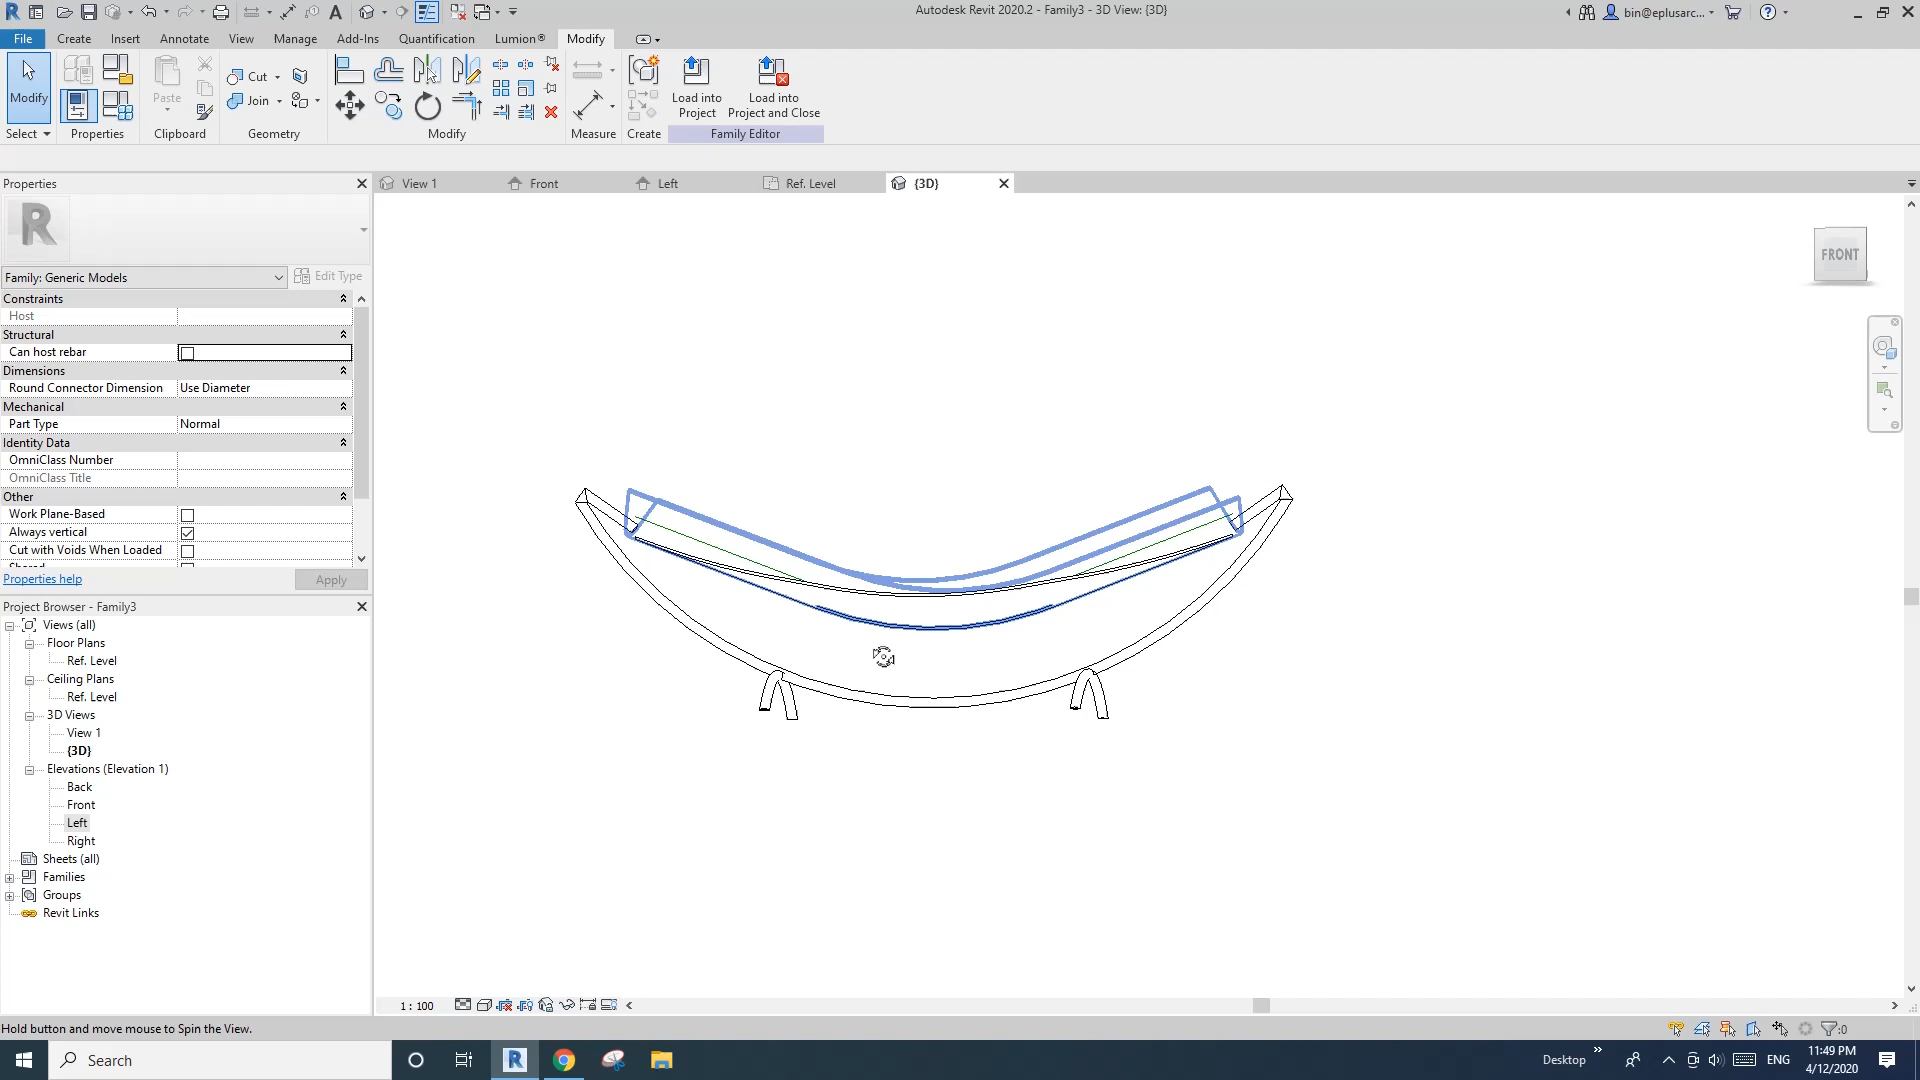 Autodesk Revit 2020.2 - Family3 - 3D View: {3D}
bin@eplusarc...
File Create Insert Annotate View Manage Add-Ins Quantification Lumion® Modify
Modify
Paste
Cut
Join
Load into Project
Load into Project and Close
Select Properties Clipboard Geometry Modify Measure Create Family Editor
Properties
View 1 Front Left Ref. Level {3D}
R
Family: Generic Models Edit Type
Constraints
Host
Structural
Can host rebar
Dimensions
Round Connector Dimension Use Diameter
Mechanical
Part Type Normal
Identity Data
OmniClass Number
OmniClass Title
Other
Work Plane-Based
Always vertical
Cut with Voids When Loaded
Shared
Properties help Apply
FRONT
Project Browser - Family3
Views (all)
Floor Plans
Ref. Level
Ceiling Plans
Ref. Level
3D Views
View 1
{3D}
Elevations (Elevation 1)
Back
Front
Left
Right
Sheets (all)
Families
Groups
Revit Links
1 : 100
Hold button and move mouse to Spin the View.
:0
Search
Desktop
ENG
11:49 PM
4/12/2020